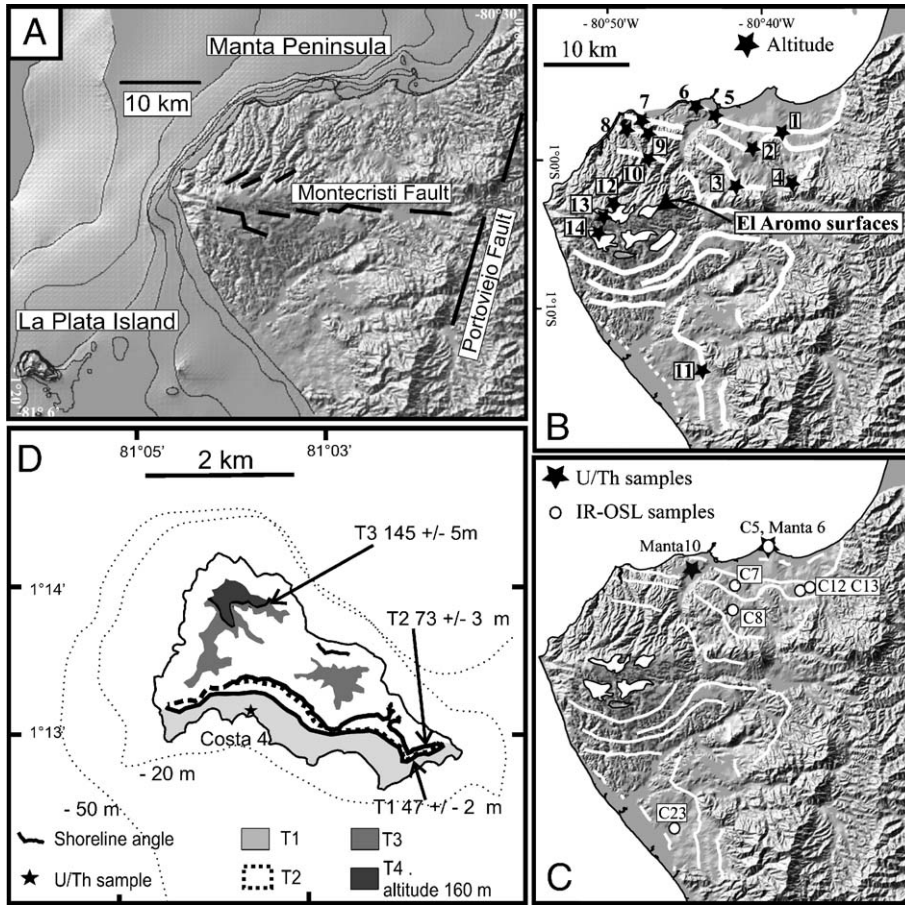 A
Manta Peninsula
-80°30'
10 km
Montecristi Fault
Portoviejo Fault
La Plata Island
-81° 6'
B
- 80°50'W
- 80°40'W
Altitude
10 km
1°00'S
1°10'S
1
2
3
4
5
6
7
8
9
10
11
12
13
14
El Aromo surfaces
C
U/Th samples
IR-OSL samples
C5, Manta 6
Manta10
C7
C12 C13
C8
C23
D
81°05'
81°03'
2 km
T3 145 +/- 5m
1°14'
T2 73 +/- 3 m
1°13'
Costa 4
- 20 m
- 50 m
T1 47 +/- 2 m
Shoreline angle
U/Th sample
T1
T2
T3
T4 .
altitude 160 m